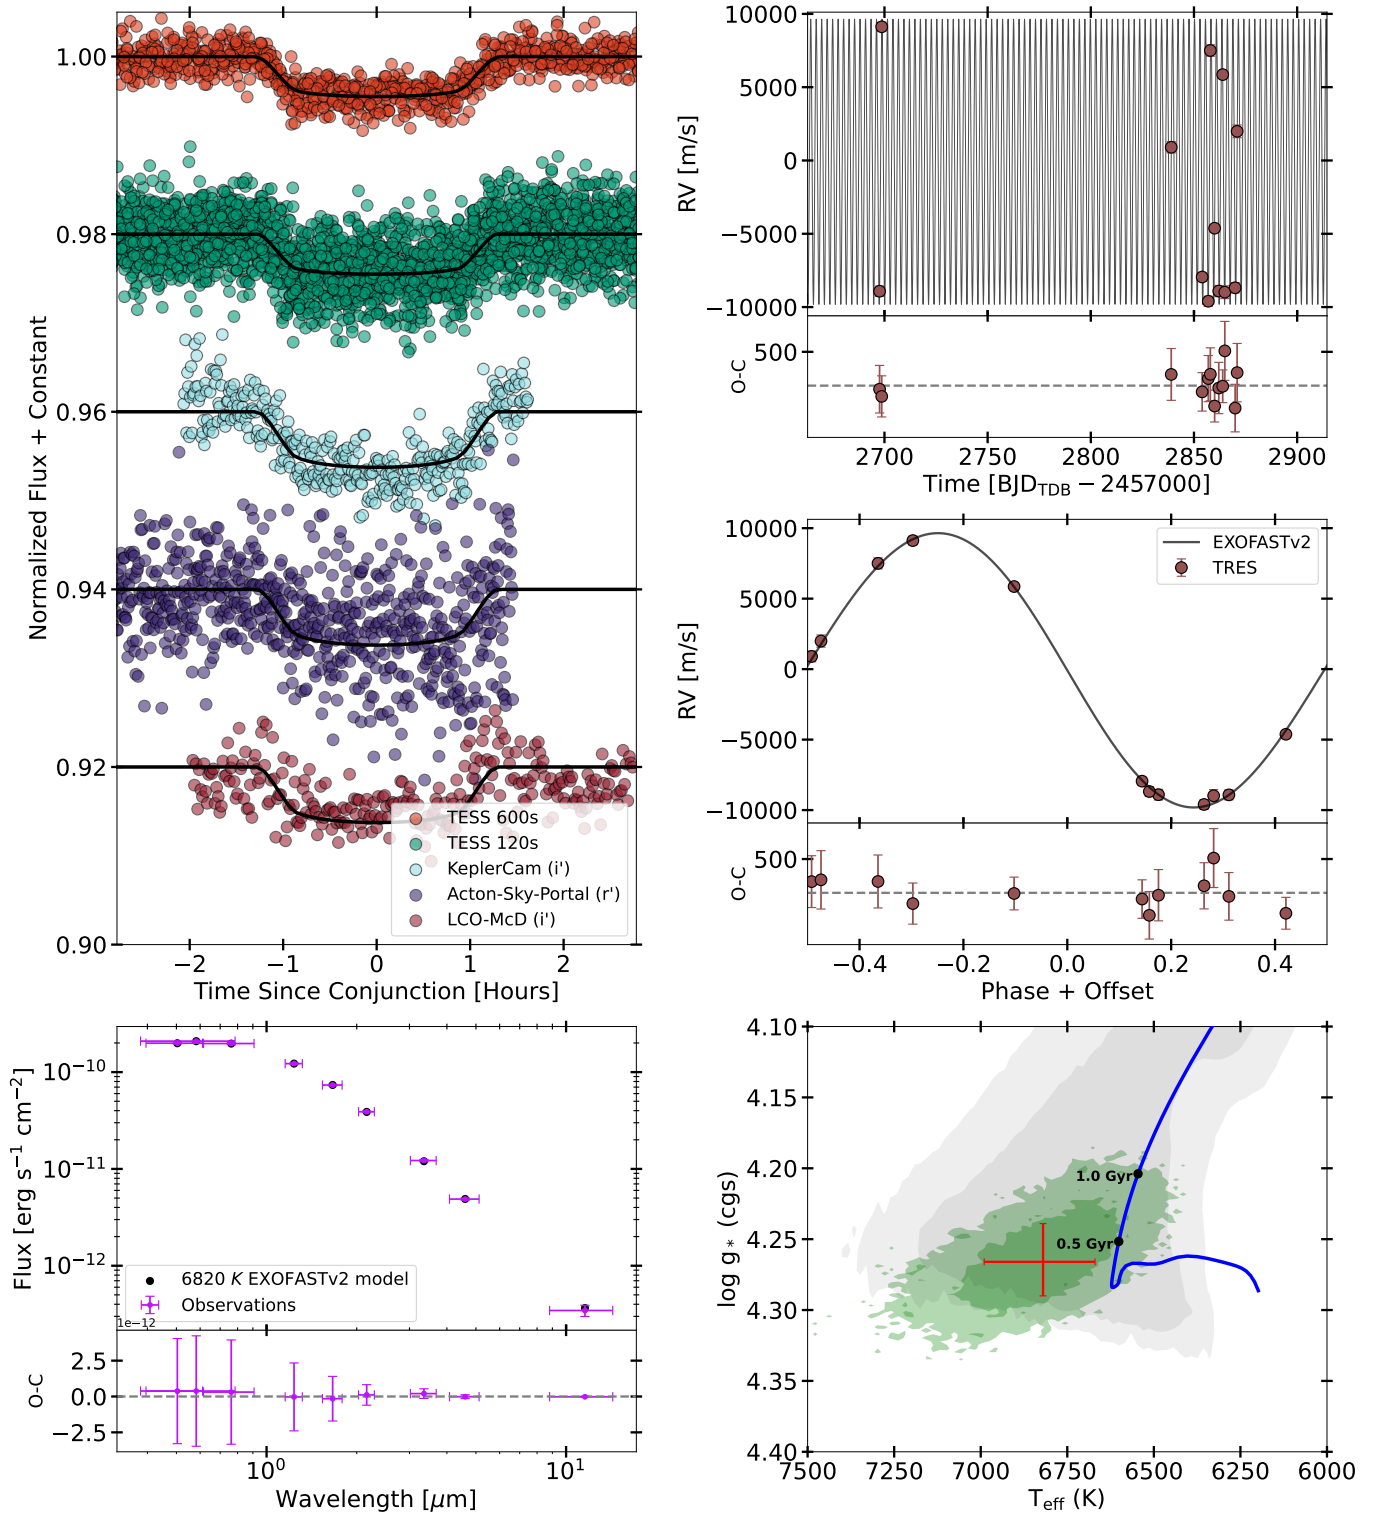 1.00
0.98
0.96
0.94
0.92
0.90
Normalized Flux + Constant
TESS 600s
TESS 120s
KeplerCam (i')
Acton-Sky-Portal (r')
LCO-McD (i')
−2 −1 0 1 2
Time Since Conjunction [Hours]
10000
5000
0
−5000
−10000
RV [m/s]
500
O-C
2700 2750 2800 2850 2900
Time [BJD_TDB − 2457000]
10000
5000
0
−5000
−10000
RV [m/s]
EXOFASTv2
TRES
500
O-C
−0.4 −0.2 0.0 0.2 0.4
Phase + Offset
10⁻¹⁰
10⁻¹¹
10⁻¹²
Flux [erg s⁻¹ cm⁻²]
6820 K EXOFASTv2 model
Observations
1e−12
2.5
0.0
−2.5
O-C
10⁰ 10¹
Wavelength [μm]
4.10
4.15
4.20
4.25
4.30
4.35
4.40
log g* (cgs)
1.0 Gyr
0.5 Gyr
7500 7250 7000 6750 6500 6250 6000
T_eff (K)